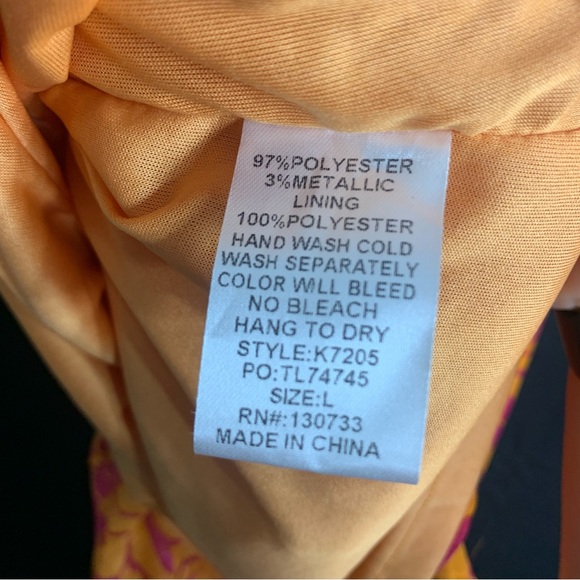 97%POLYESTER
3%METALLIC
LINING
100%POLYESTER
HAND WASH COLD
WASH SEPARATELY
COLOR WILL BLEED
NO BLEACH
HANG TO DRY
STYLE:K7205
PO:TL74745
SIZE:L
RN#:130733
MADE IN CHINA